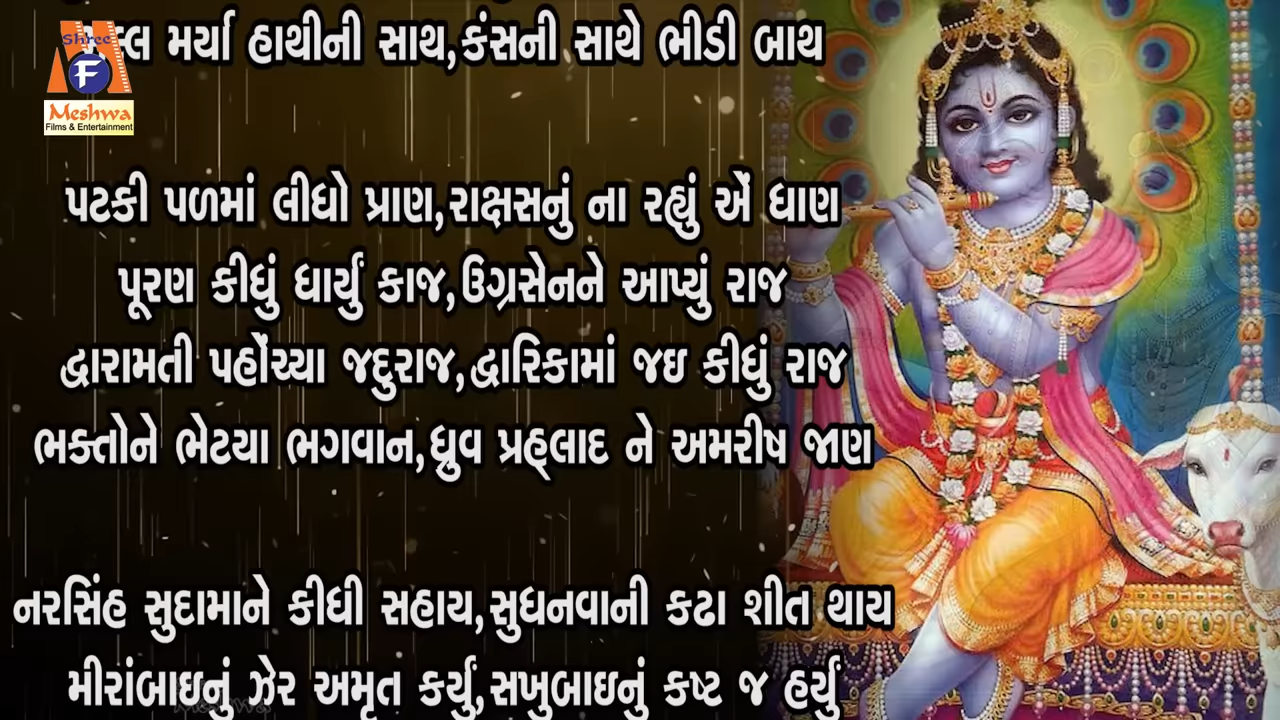 Shree
F
Meshwa
Films & Entertainment
મર્યા હાથીની સાથ,કંસની સાથે ભીડી બાથ
પટકી પળમાં લીધો પ્રાણ,રાક્ષસનું ના રહ્યું એંં ધાણ
પૂરણ કીધું ધાર્યું કાજ,ઉગ્રસેનને આપ્યું રાજ
દ્વારામતી પહોંચ્યા જદુરાજ,દ્વારિકામાં જઇ કીધું રાજ
ભક્તોને ભેટયા ભગવાન,ધ્રુવ પ્રહ્લાદ ને અમરીષ જાણ
નરસિંહ સુદામાને કીધી સહાય,સુધનવાની કઢા શીત થાય
મીરાંબાઇનું ઝેર અમૃત કર્યું,સખુબાઇનું કષ્ટ જ હર્યું
Meshwa